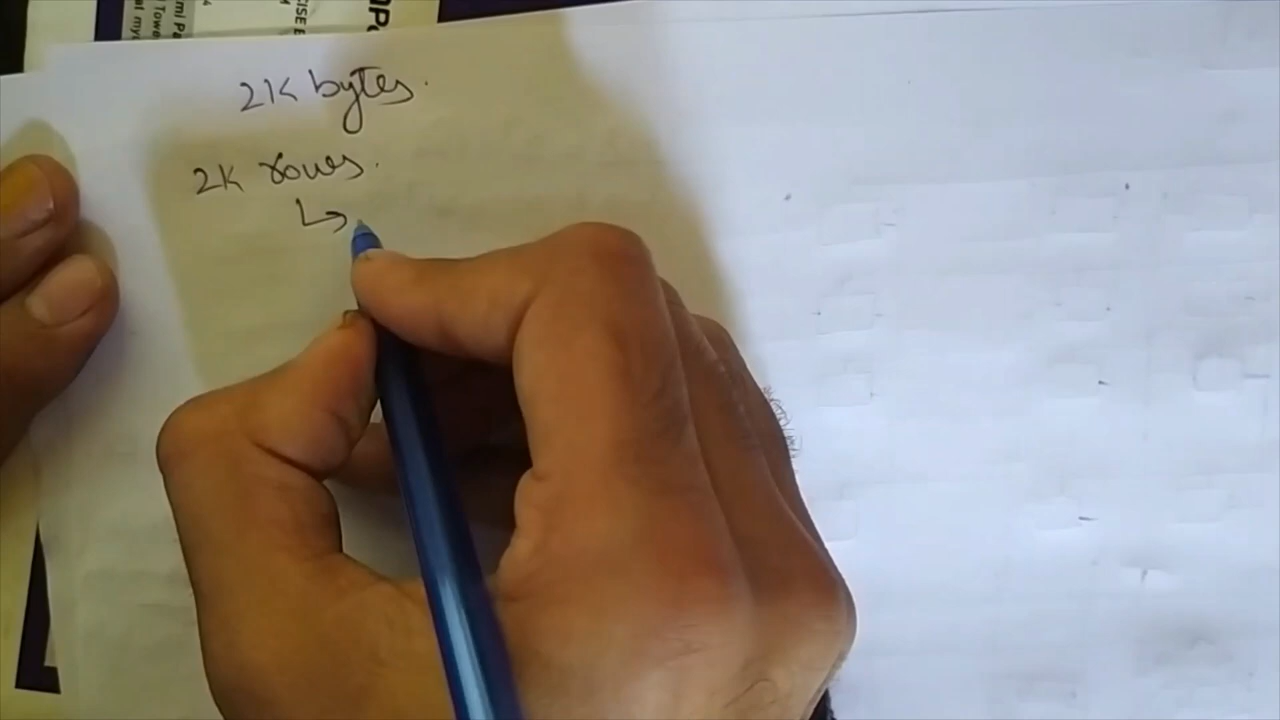 2K bytes.
2K rows.
↳